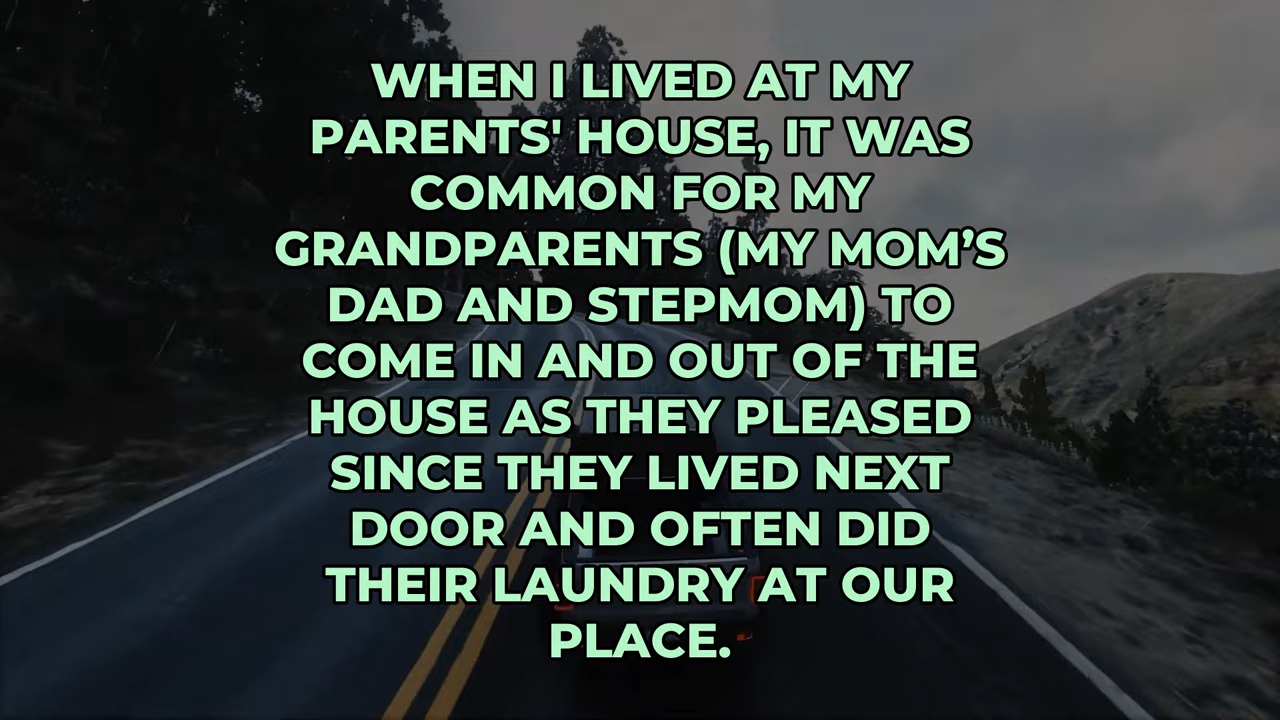 WHEN I LIVED AT MY
PARENTS' HOUSE, IT WAS
COMMON FOR MY
GRANDPARENTS (MY MOM’S
DAD AND STEPMOM) TO
COME IN AND OUT OF THE
HOUSE AS THEY PLEASED
SINCE THEY LIVED NEXT
DOOR AND OFTEN DID
THEIR LAUNDRY AT OUR
PLACE.